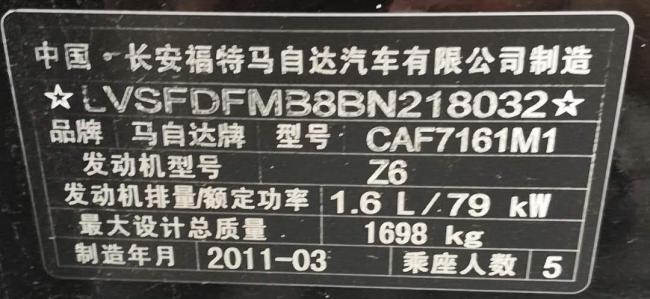 中国·长安福特马自达汽车有限公司制造
☆LVSFDFMB8BN218032☆
品牌 马自达牌 型号 CAF7161M1
发动机型号 Z6
发动机排量/额定功率 1.6 L/79 kW
最大设计总质量 1698 kg
制造年月 2011-03 乘座人数 5